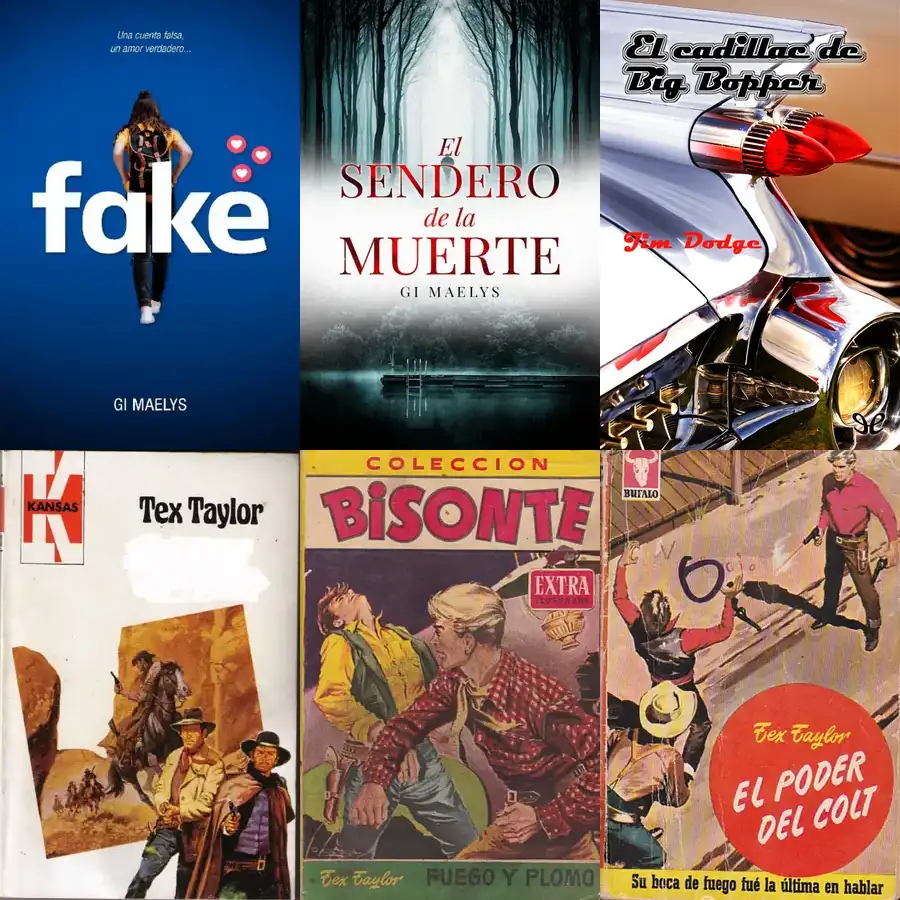 Una cuenta falsa,
un amor verdadero...
fake
GI MAELYS
El
SENDERO
de la
MUERTE
GI MAELYS
El cadillac de
Big Bopper
Jim Dodge
K
KANSAS
Tex Taylor
COLECCION
BISONTE
EXTRA
ILUSTRADA
Tex Taylor
FUEGO Y PLOMO
BUFALO
Tex Taylor
EL PODER
DEL COLT
Su boca de fuego fué la última en hablar